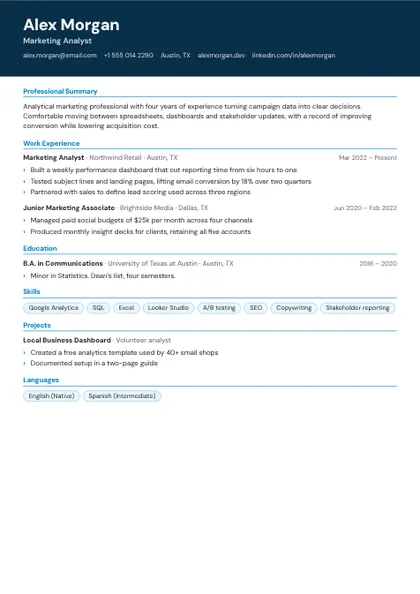 Alex Morgan
Marketing Analyst
alex.morgan@email.com +1 555 014 2290 Austin, TX alexmorgan.dev linkedin.com/in/alexmorgan
Professional Summary
Analytical marketing professional with four years of experience turning campaign data into clear decisions.
Comfortable moving between spreadsheets, dashboards and stakeholder updates, with a record of improving
conversion while lowering acquisition cost.
Work Experience
Marketing Analyst · Northwind Retail · Austin, TX Mar 2022 – Present
› Built a weekly performance dashboard that cut reporting time from six hours to one
› Tested subject lines and landing pages, lifting email conversion by 18% over two quarters
› Partnered with sales to define lead scoring used across three regions
Junior Marketing Associate · Brightside Media · Dallas, TX Jun 2020 – Feb 2022
› Managed paid social budgets of $25k per month across four channels
› Produced monthly insight decks for clients, retaining all five accounts
Education
B.A. in Communications · University of Texas at Austin · Austin, TX 2016 – 2020
› Minor in Statistics. Dean's list, four semesters.
Skills
Google Analytics SQL Excel Looker Studio A/B testing SEO Copywriting Stakeholder reporting
Projects
Local Business Dashboard · Volunteer analyst
› Created a free analytics template used by 40+ small shops
› Documented setup in a two-page guide
Languages
English (Native) Spanish (Intermediate)